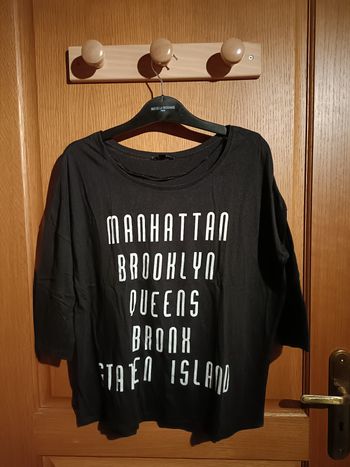 MANHATTAN
BROOKLYN
QUEENS
BRONX
STATEN ISLAND